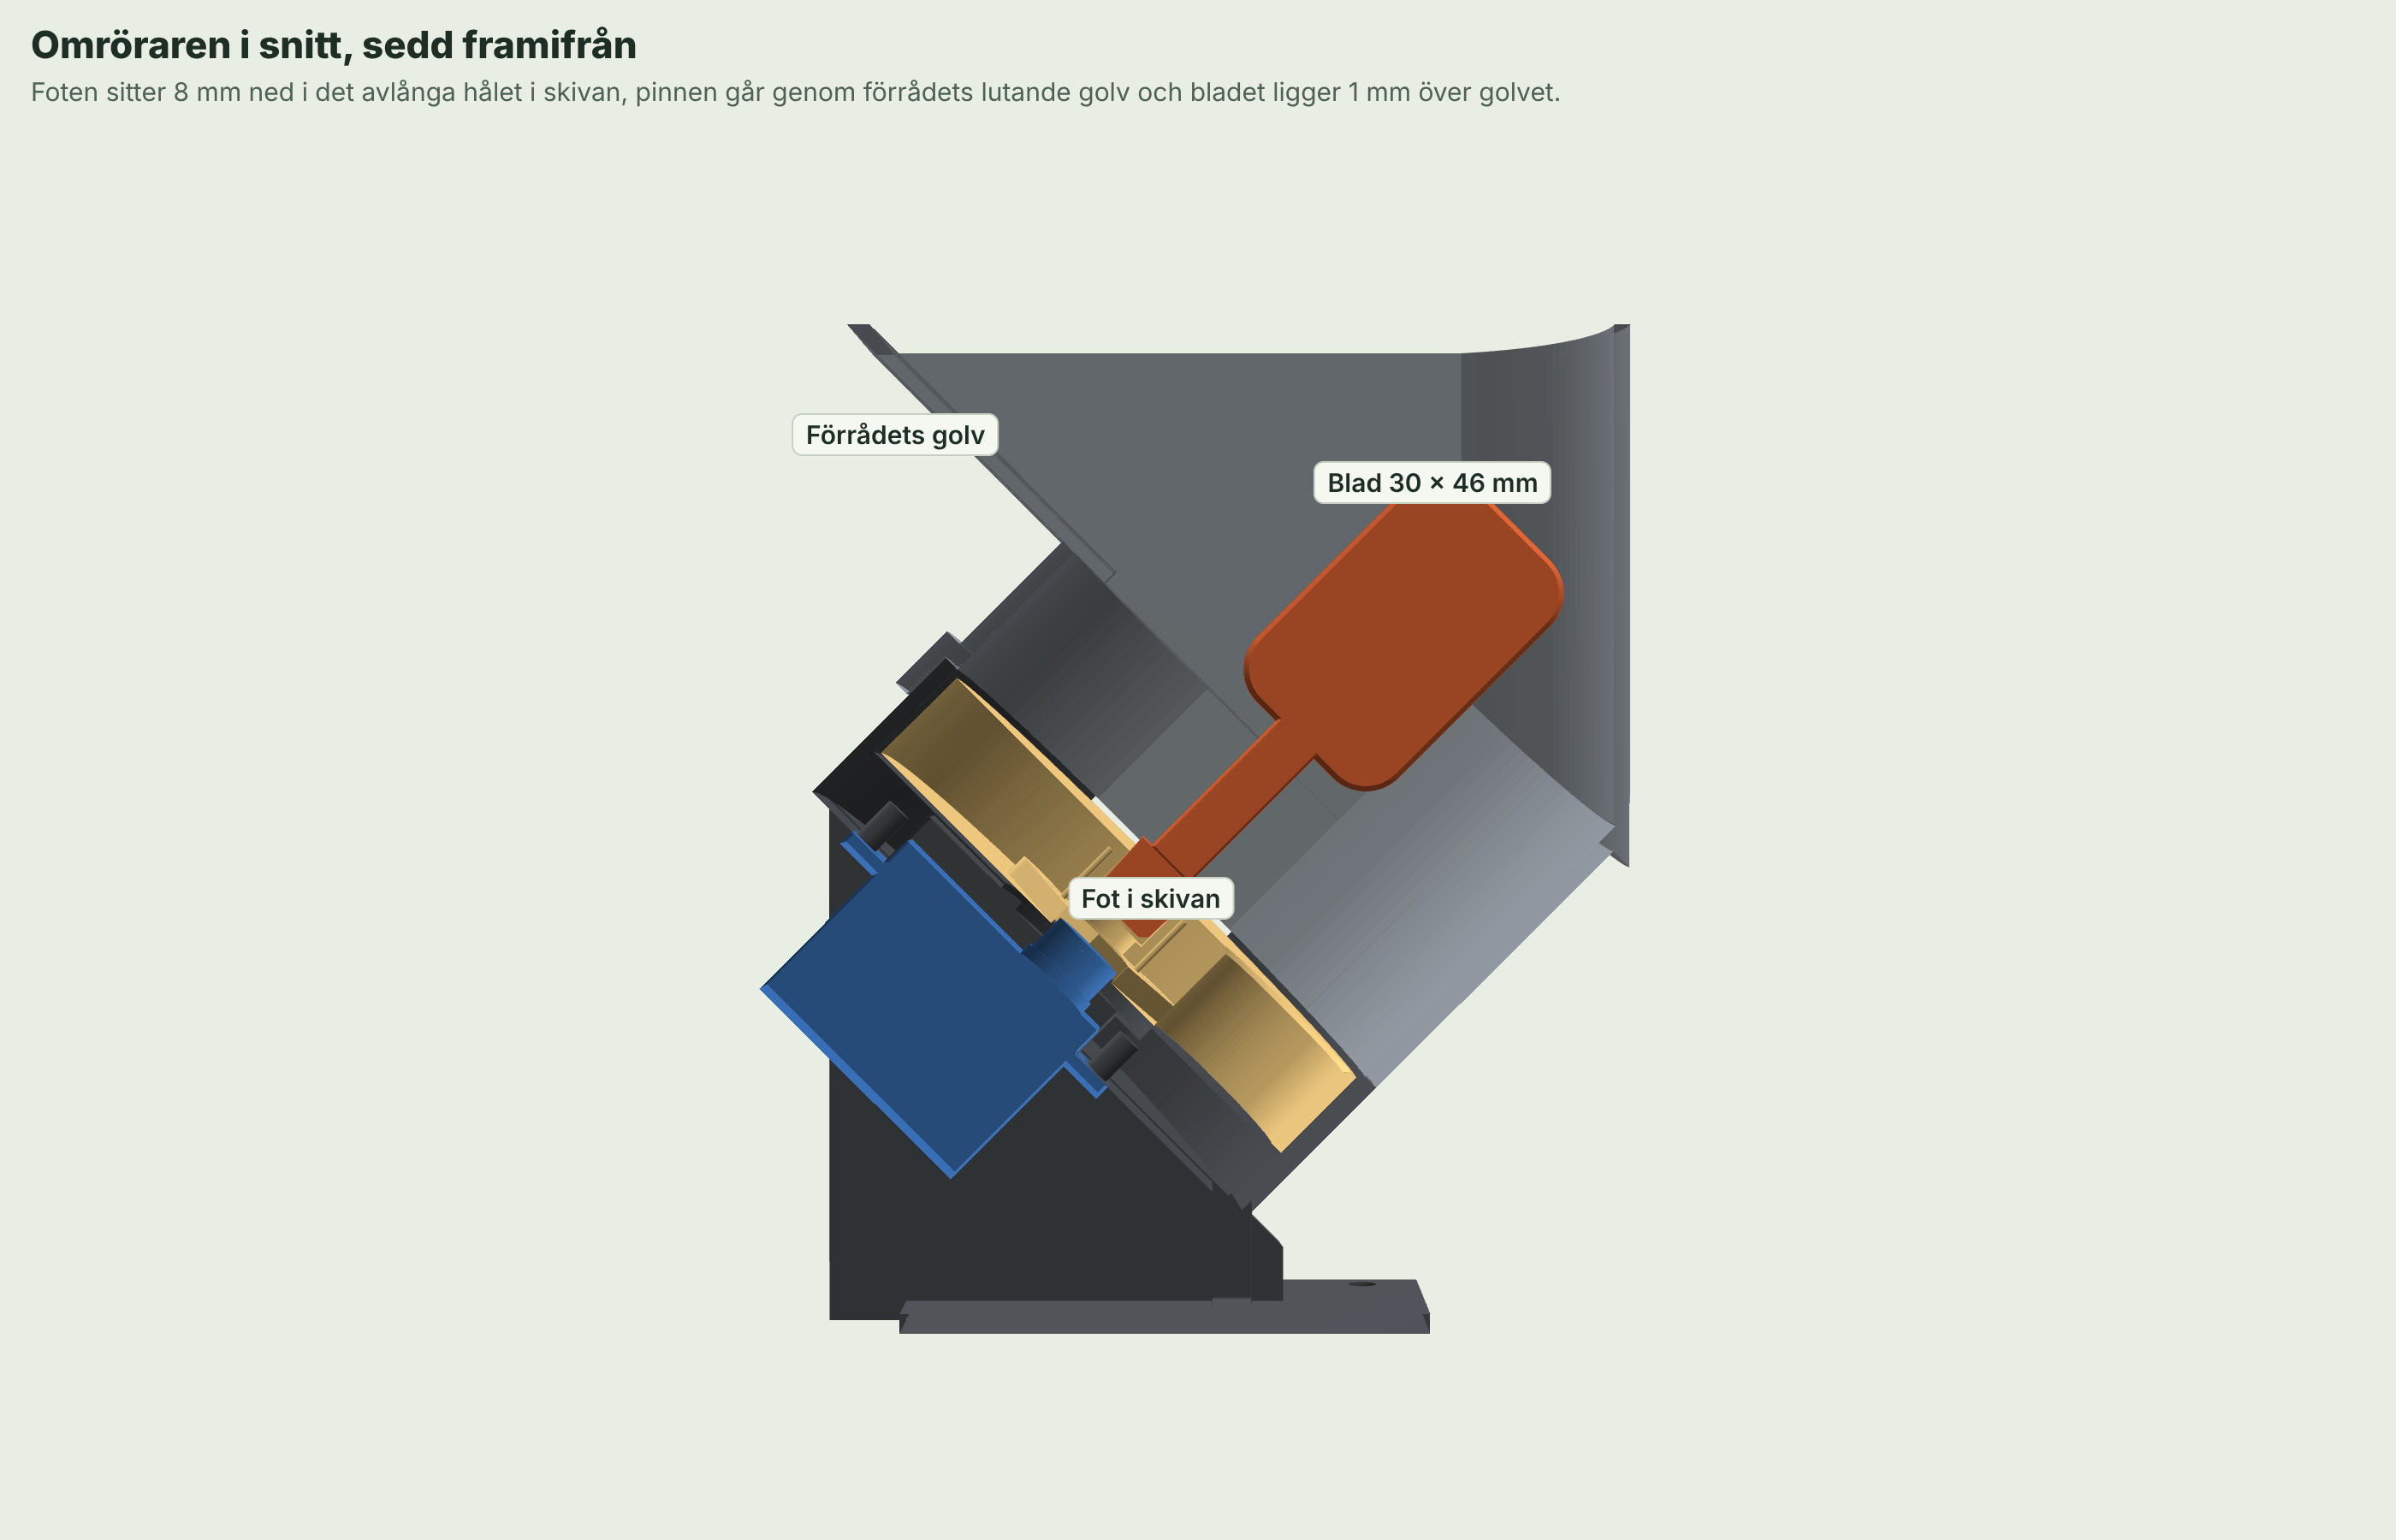 Omröraren i snitt, sedd framifrån
Foten sitter 8 mm ned i det avlånga hålet i skivan, pinnen går genom förrådets lutande golv och bladet ligger 1 mm över golvet.
Förrådets golv
Blad 30 × 46 mm
Fot i skivan